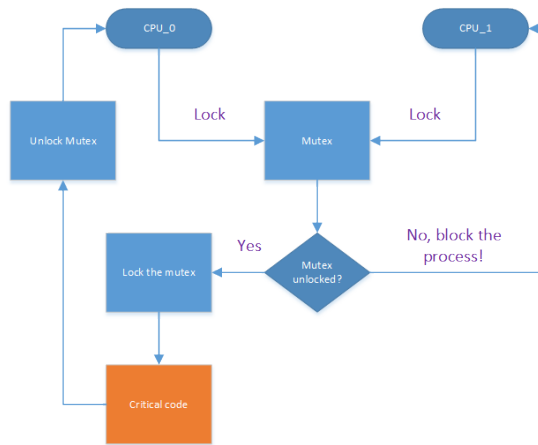 CPU_0
CPU_1
Lock
Lock
Unlock Mutex
Mutex
Yes
No, block the
process!
Lock the mutex
Mutex
unlocked?
Critical code